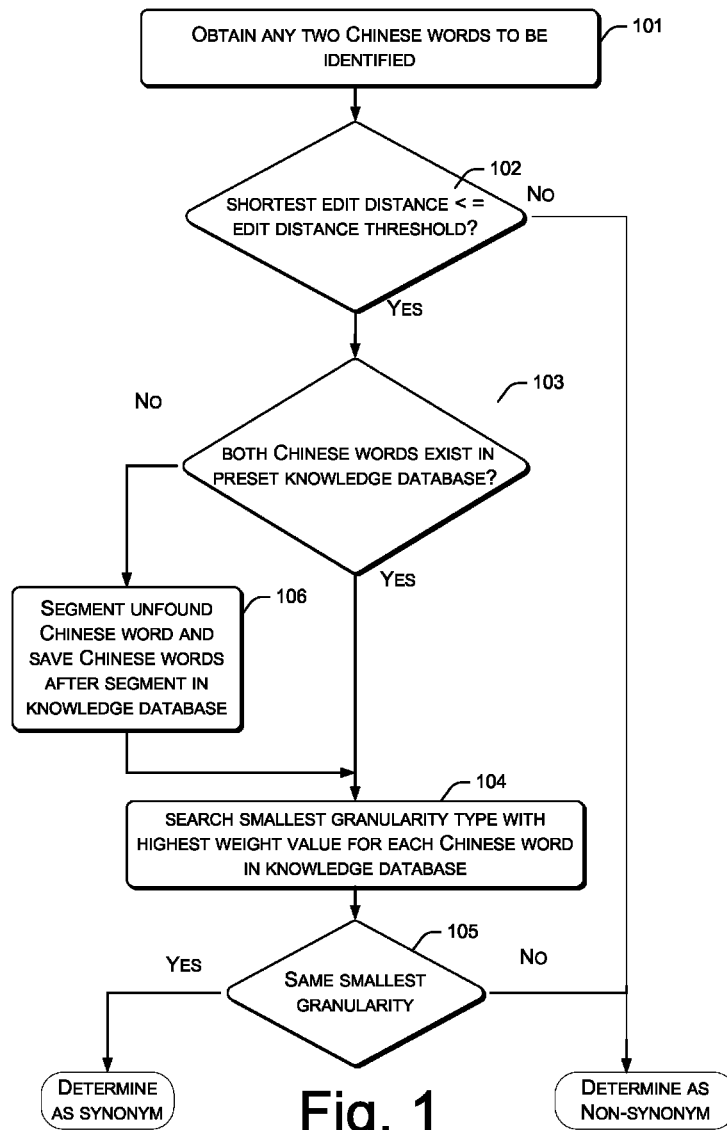 OBTAIN ANY TWO CHINESE WORDS TO BE
IDENTIFIED
101
102
SHORTEST EDIT DISTANCE < =
EDIT DISTANCE THRESHOLD?
NO
YES
103
NO
BOTH CHINESE WORDS EXIST IN
PRESET KNOWLEDGE DATABASE?
YES
106
SEGMENT UNFOUND
CHINESE WORD AND
SAVE CHINESE WORDS
AFTER SEGMENT IN
KNOWLEDGE DATABASE
104
SEARCH SMALLEST GRANULARITY TYPE WITH
HIGHEST WEIGHT VALUE FOR EACH CHINESE WORD
IN KNOWLEDGE DATABASE
105
YES
NO
SAME SMALLEST
GRANULARITY
DETERMINE
AS SYNONYM
DETERMINE AS
NON-SYNONYM
Fig. 1